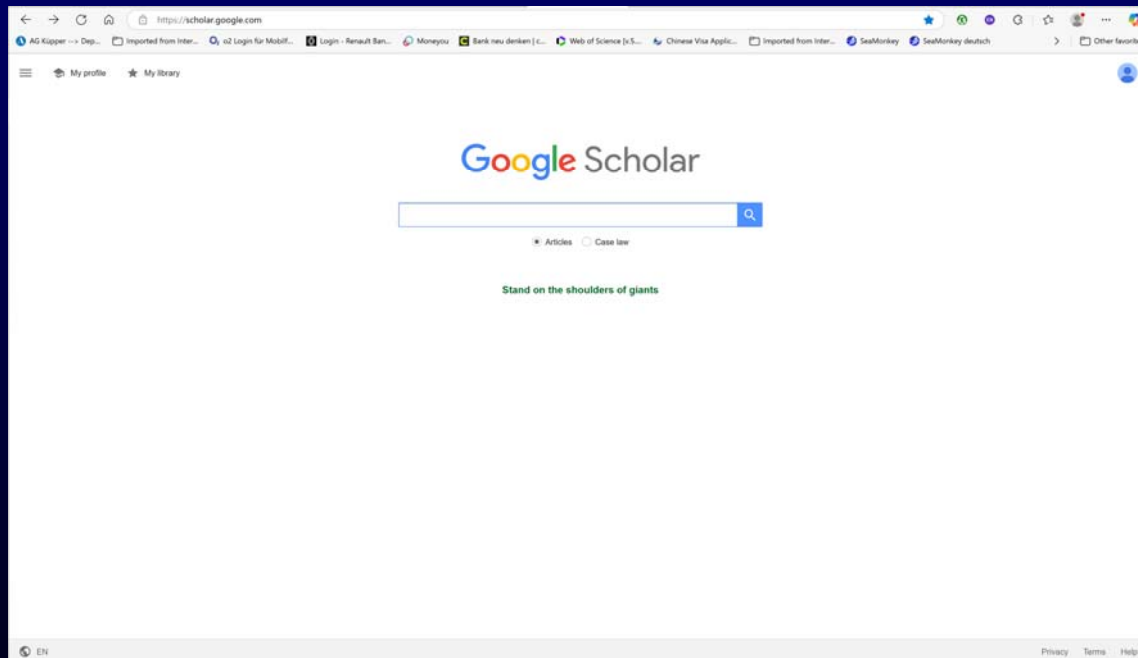 https://scholar.google.com
AG Küpper --> Dep... Imported from Inter... o2 Login für Mobilf... Login - Renault Ban... Moneyou Bank neu denken | c... Web of Science [v.5... Chinese Visa Applic... Imported from Inter... SeaMonkey SeaMonkey deutsch Other favorite
My profile My library
Google Scholar
Articles Case law
Stand on the shoulders of giants
EN Privacy Terms Help